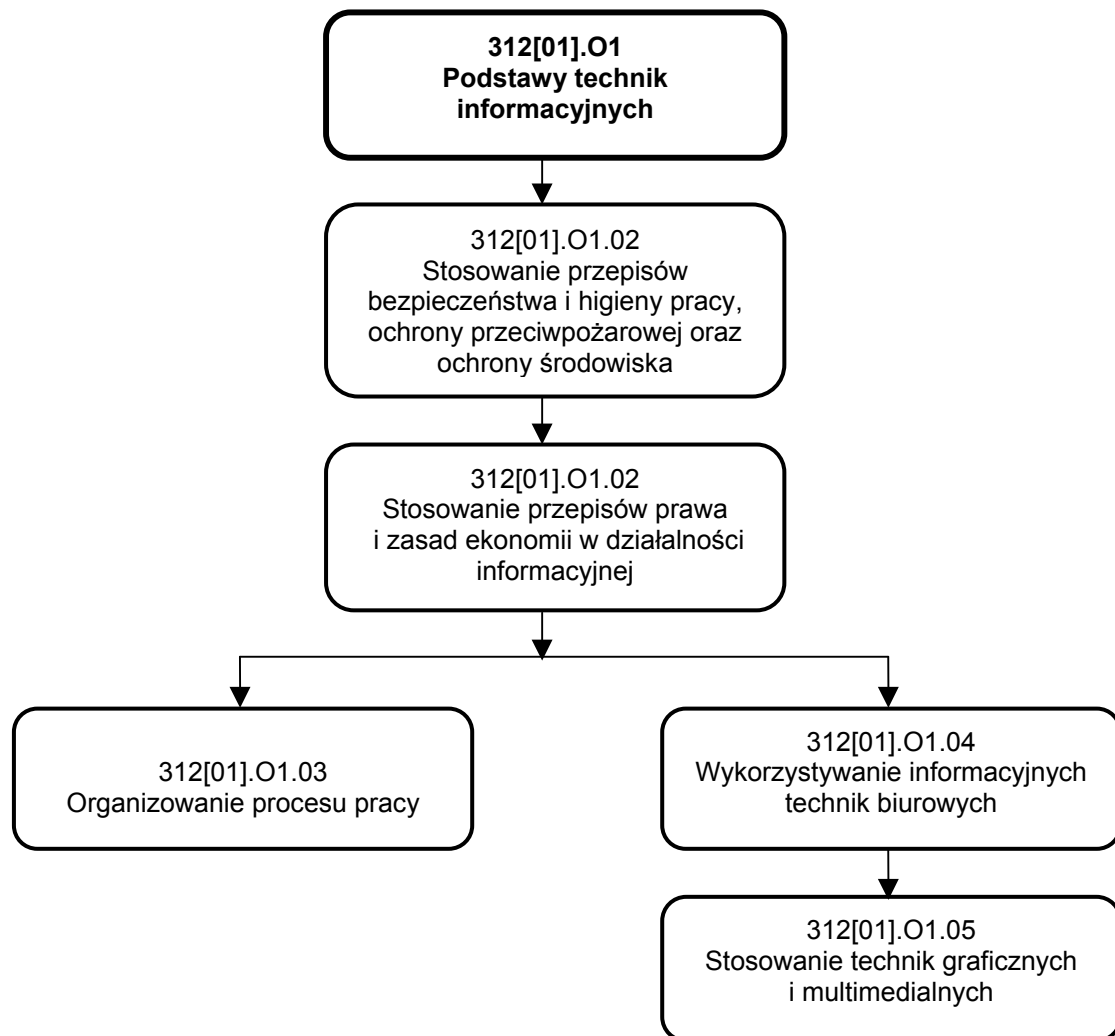 312[01].O1
Podstawy technik
informacyjnych
312[01].O1.02
Stosowanie przepisów
bezpieczeństwa i higieny pracy,
ochrony przeciwpożarowej oraz
ochrony środowiska
312[01].O1.02
Stosowanie przepisów prawa
i zasad ekonomii w działalności
informacyjnej
312[01].O1.03
Organizowanie procesu pracy
312[01].O1.04
Wykorzystywanie informacyjnych
technik biurowych
312[01].O1.05
Stosowanie technik graficznych
i multimedialnych